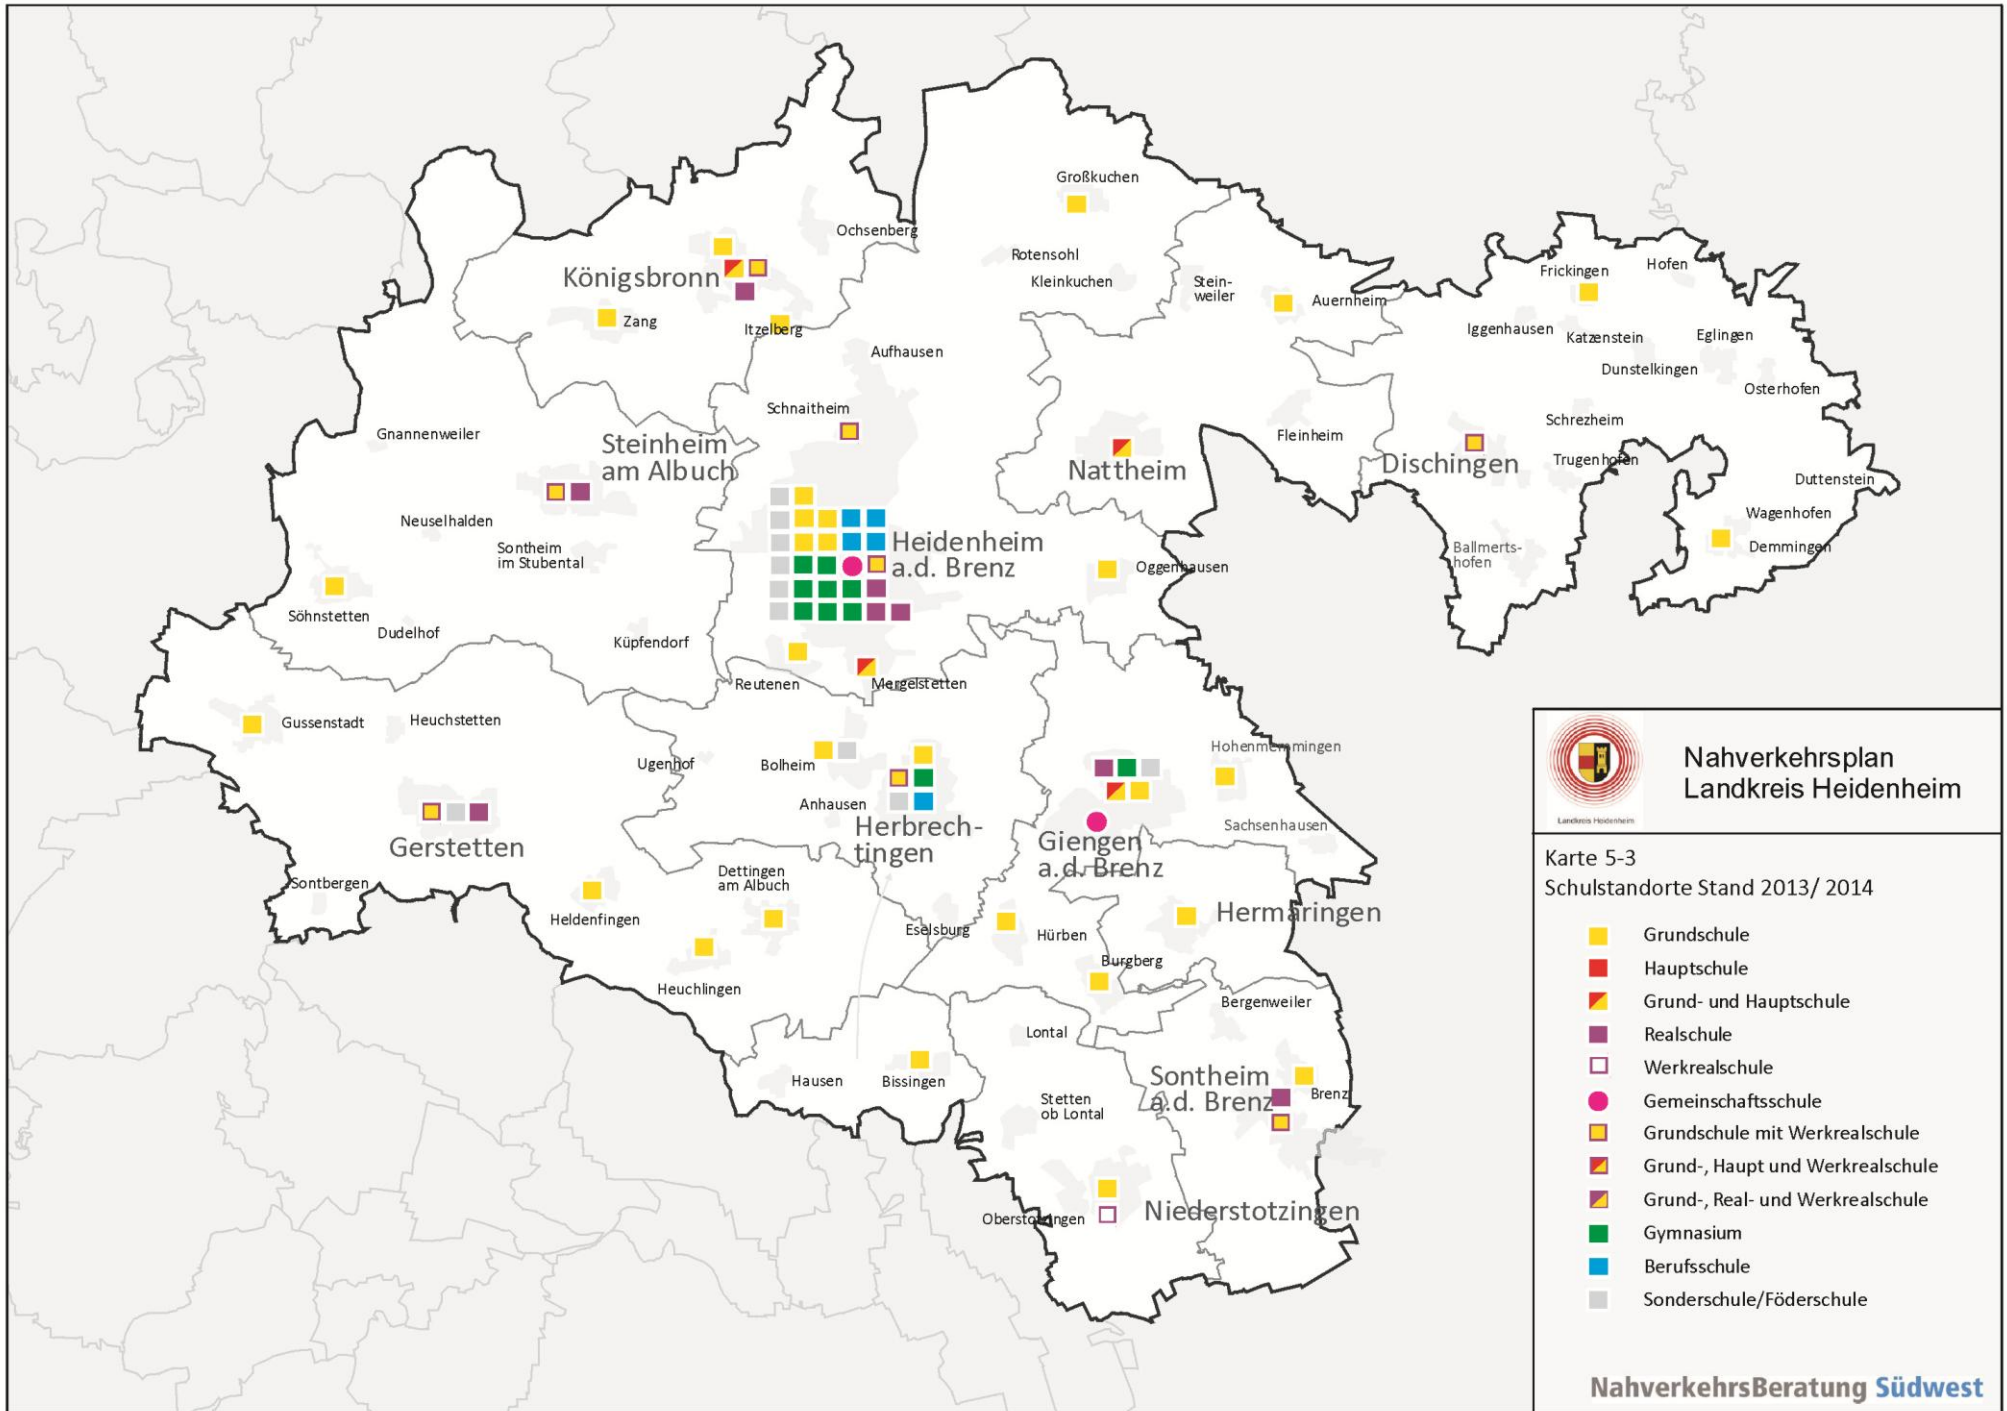 Großkuchen
Ochsenberg
Rotensohl
Kleinkuchen
Königsbronn
Zang
Itzelberg
Aufhausen
Stein-
weiler
Auernheim
Frickingen
Hofen
Iggenhausen
Katzenstein
Eglingen
Dunstelkingen
Osterhofen
Schnaitheim
Gnannenweiler
Steinheim
am Albuch
Nattheim
Fleinheim
Dischingen
Schrezheim
Trugenhofen
Duttenstein
Wagenhofen
Demmingen
Ballmerts-
hofen
Neuselhalden
Sontheim
im Stubental
Heidenheim
a.d. Brenz
Oggenhausen
Söhnstetten
Dudelhof
Küpfendorf
Reutenen
Mergelstetten
Gussenstadt
Heuchstetten
Ugenhof
Bolheim
Anhausen
Herbrech-
tingen
Hohenmemmingen
Sachsenhausen
Giengen
a.d. Brenz
Gerstetten
Sontbergen
Heldenfingen
Dettingen
am Albuch
Heuchlingen
Eselsburg
Hürben
Hermaringen
Burgberg
Bergenweiler
Lontal
Hausen
Bissingen
Stetten
ob Lontal
Sontheim
a.d. Brenz
Brenz
Oberstotzingen
Niederstotzingen
Landkreis Heidenheim
Nahverkehrsplan
Landkreis Heidenheim
Karte 5-3
Schulstandorte Stand 2013/ 2014
Grundschule
Hauptschule
Grund- und Hauptschule
Realschule
Werkrealschule
Gemeinschaftsschule
Grundschule mit Werkrealschule
Grund-, Haupt und Werkrealschule
Grund-, Real- und Werkrealschule
Gymnasium
Berufsschule
Sonderschule/Föderschule
NahverkehrsBeratung Südwest